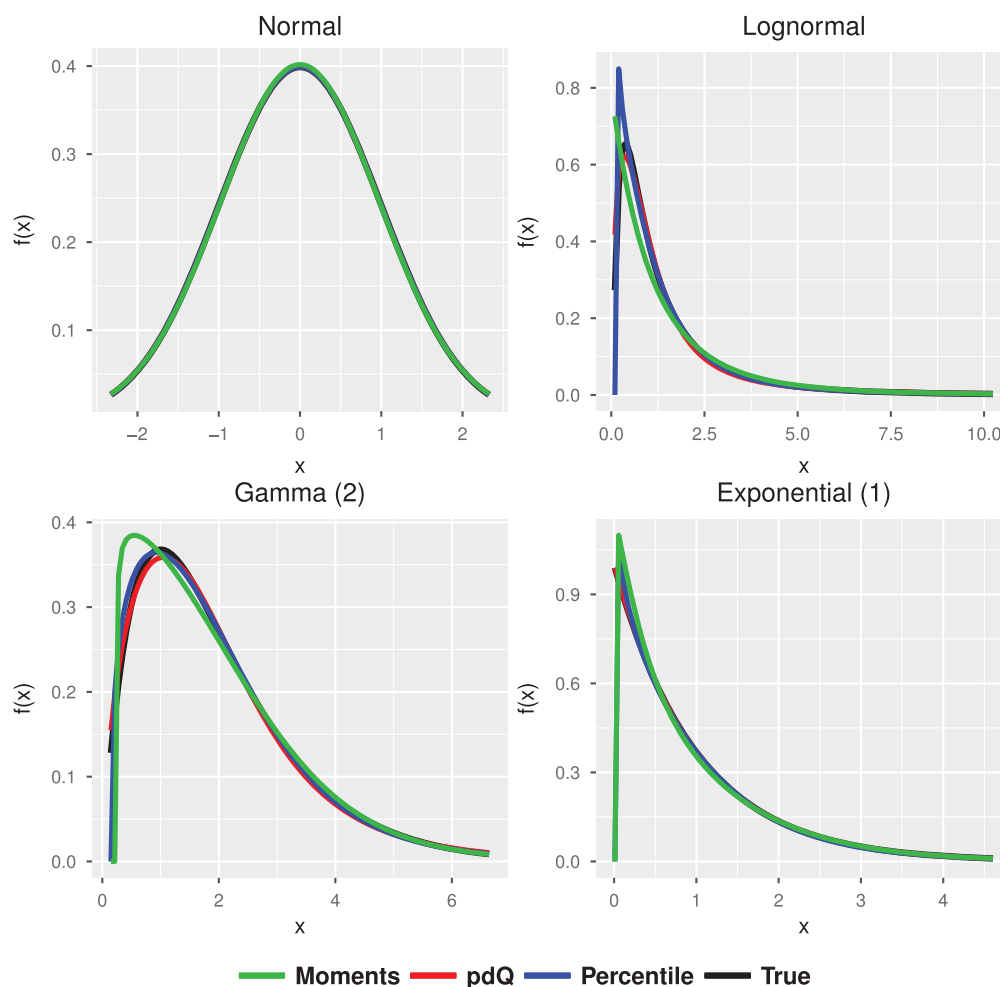 Normal
Lognormal
0.4
0.3
0.2
0.1
f(x)
−2 −1 0 1 2
x
0.8
0.6
0.4
0.2
0.0
f(x)
0.0 2.5 5.0 7.5 10.0
x
Gamma (2)
Exponential (1)
0.4
0.3
0.2
0.1
0.0
f(x)
0 2 4 6
x
0.9
0.6
0.3
0.0
f(x)
0 1 2 3 4
x
Moments pdQ Percentile True